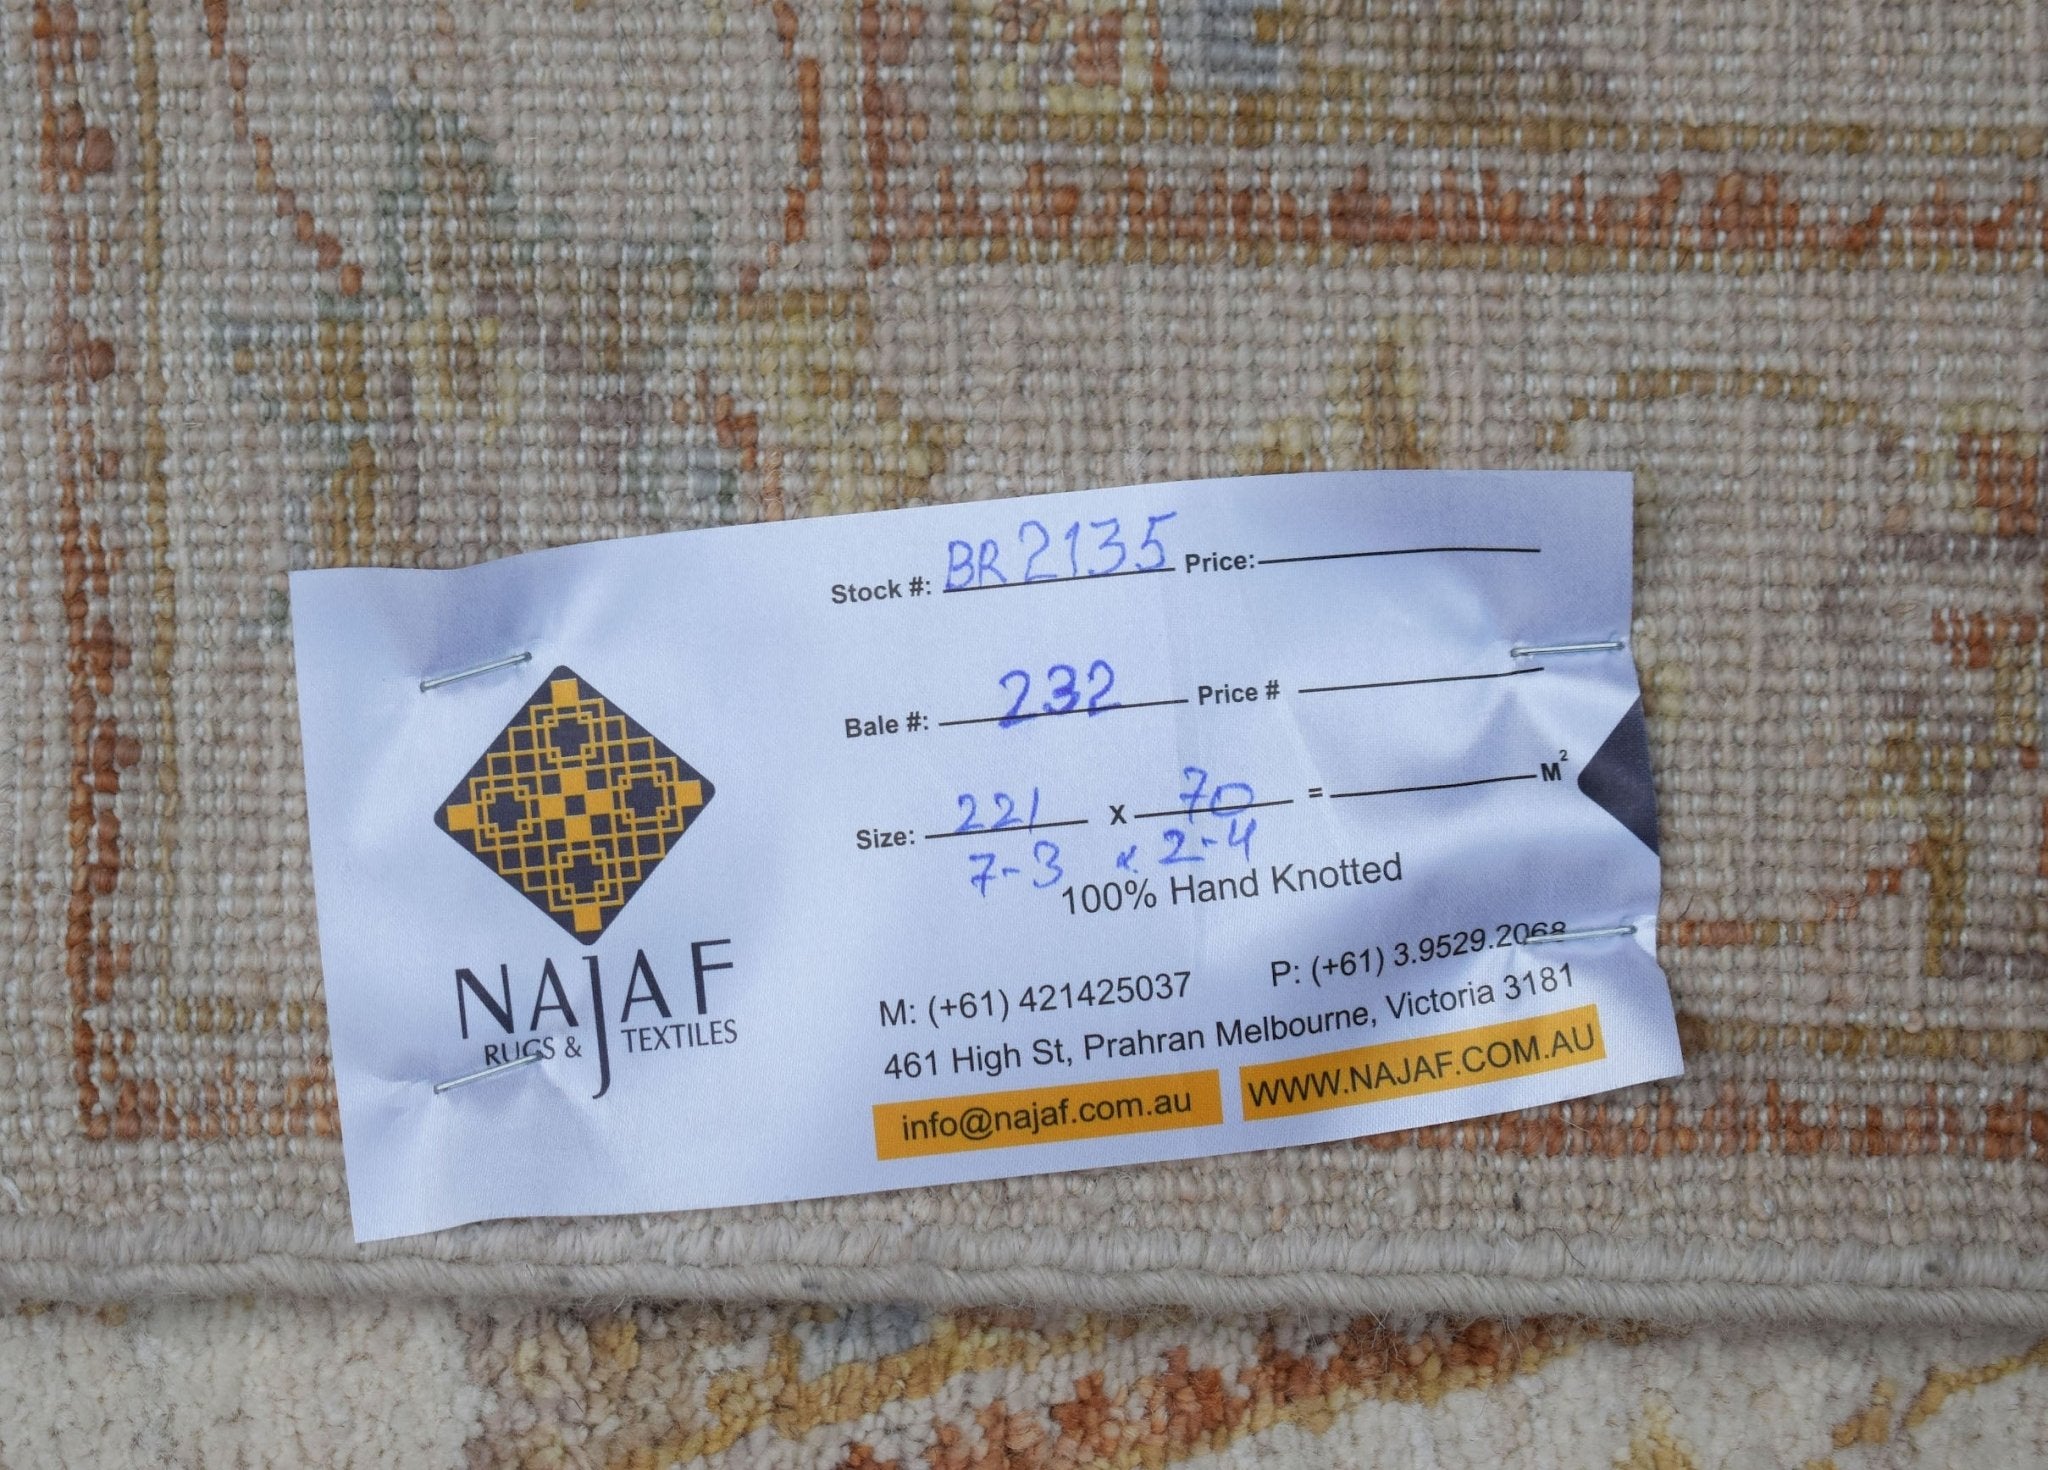 Stock #: BR2135 Price:
Bale #: 232 Price #
Size: 221 x 70 = M²
7-3 x 2-4
100% Hand Knotted
NAJAF
RUGS & TEXTILES
M: (+61) 421425037 P: (+61) 3.9529.2068
461 High St, Prahran Melbourne, Victoria 3181
info@najaf.com.au WWW.NAJAF.COM.AU